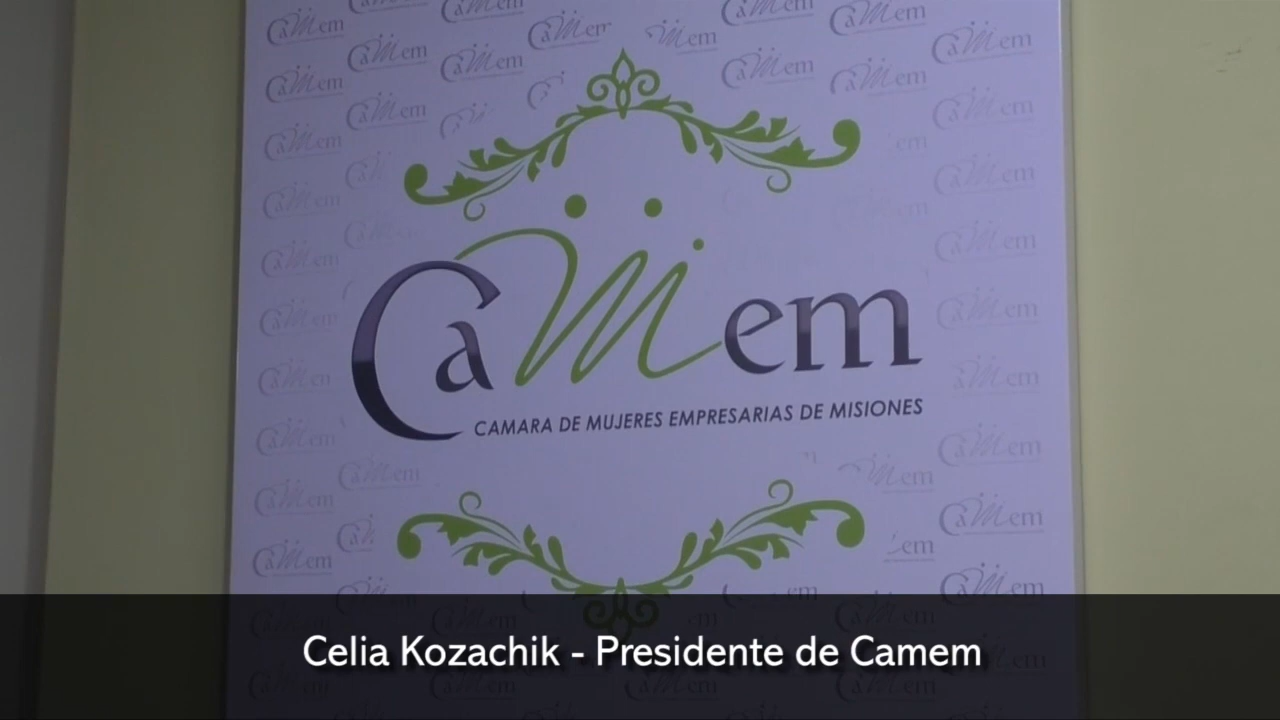 CaMem
CAMARA DE MUJERES EMPRESARIAS DE MISIONES
Celia Kozachik - Presidente de Camem